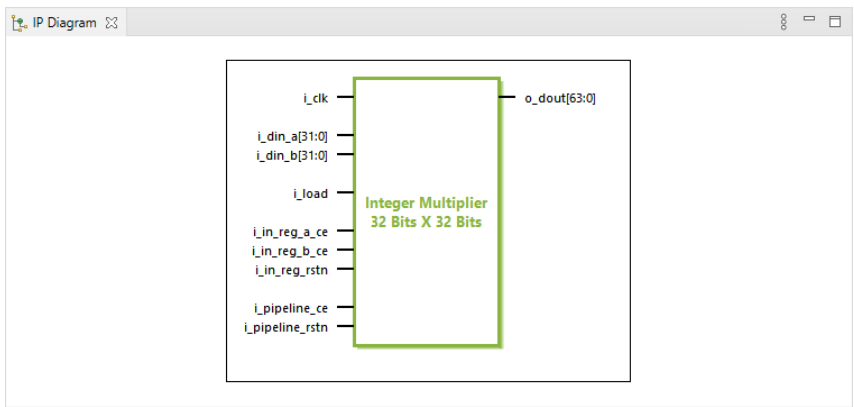 IP Diagram
i_clk
o_dout[63:0]
i_din_a[31:0]
i_din_b[31:0]
i_load
Integer Multiplier
32 Bits X 32 Bits
i_in_reg_a_ce
i_in_reg_b_ce
i_in_reg_rstn
i_pipeline_ce
i_pipeline_rstn